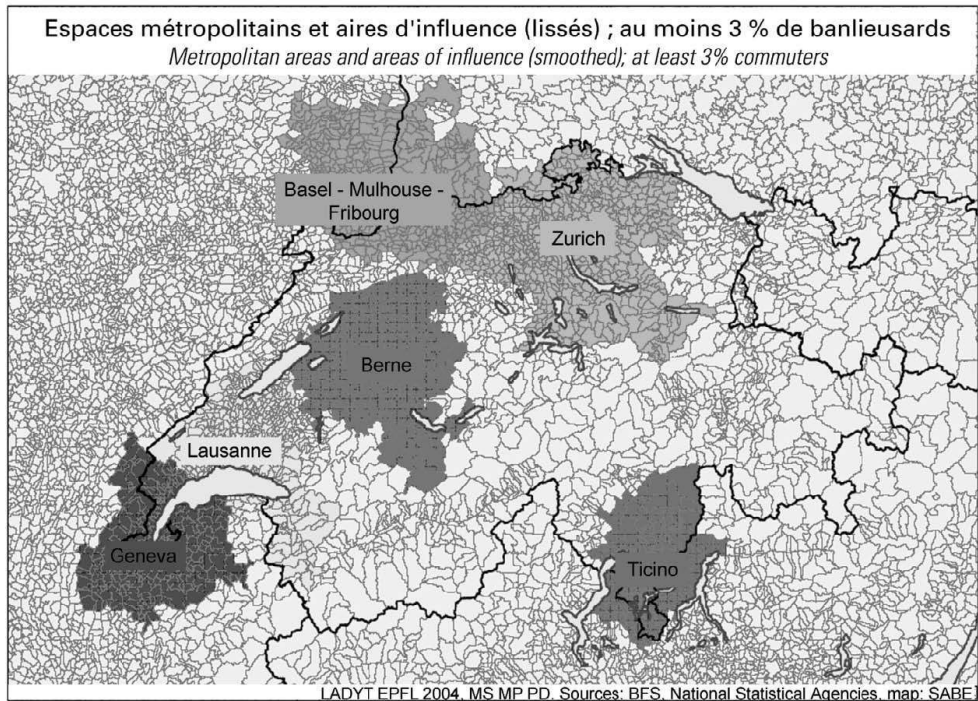 Espaces métropolitains et aires d'influence (lissés) ; au moins 3 % de banlieusards
Metropolitan areas and areas of influence (smoothed); at least 3% commuters
Basel - Mulhouse -
Fribourg
Zurich
Berne
Lausanne
Geneva
Ticino
LADYT EPFL 2004, MS MP PD. Sources: BFS, National Statistical Agencies, map: SABE